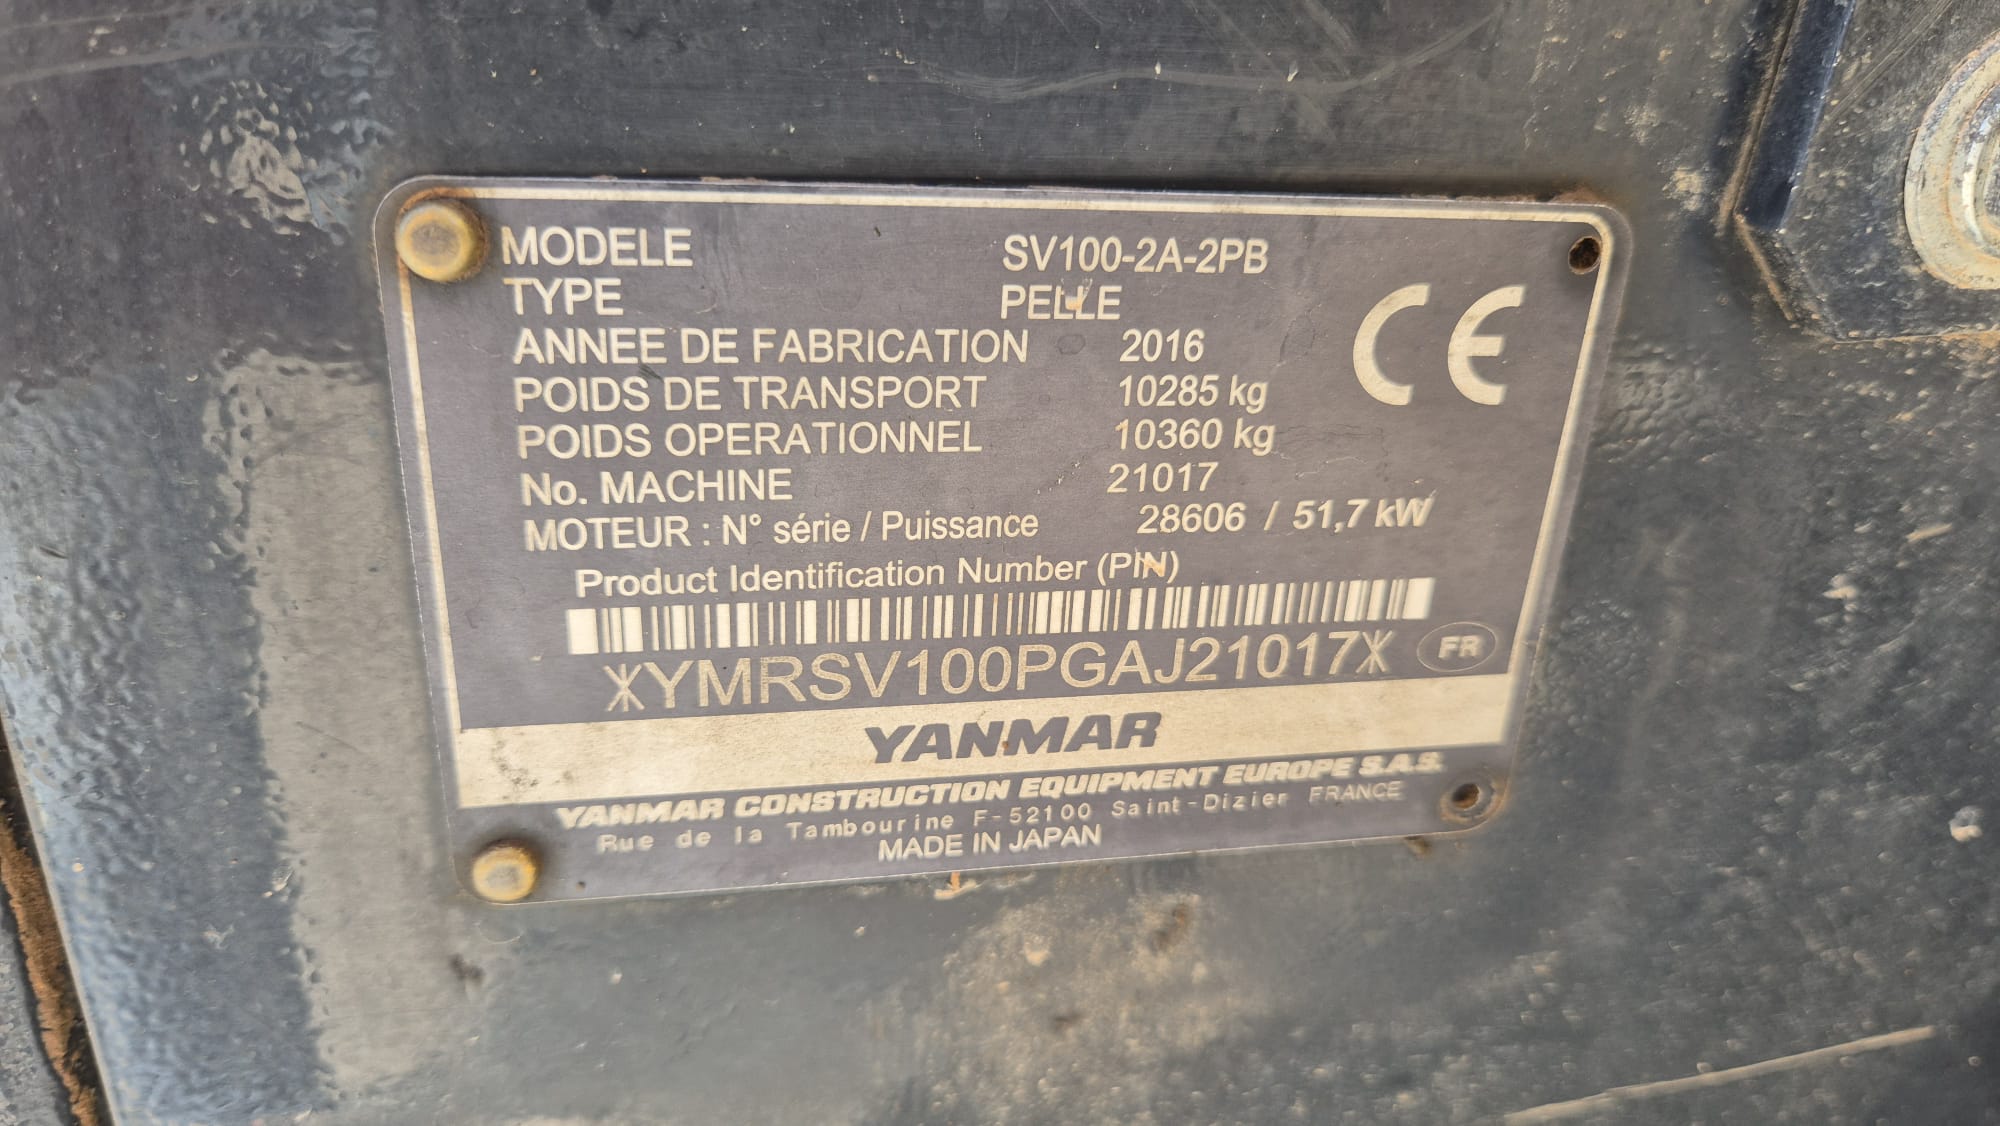 MODELE SV100-2A-2PB
TYPE PELLE
ANNEE DE FABRICATION 2016
POIDS DE TRANSPORT 10285 kg
POIDS OPERATIONNEL 10360 kg
No. MACHINE 21017
MOTEUR : N° série / Puissance 28606 / 51,7 kW
CE
Product Identification Number (PIN)
YMRSV100PGAJ21017
FR
YANMAR
YANMAR CONSTRUCTION EQUIPMENT EUROPE S.A.S.
Rue de la Tambourine F-52100 Saint-Dizier FRANCE
MADE IN JAPAN